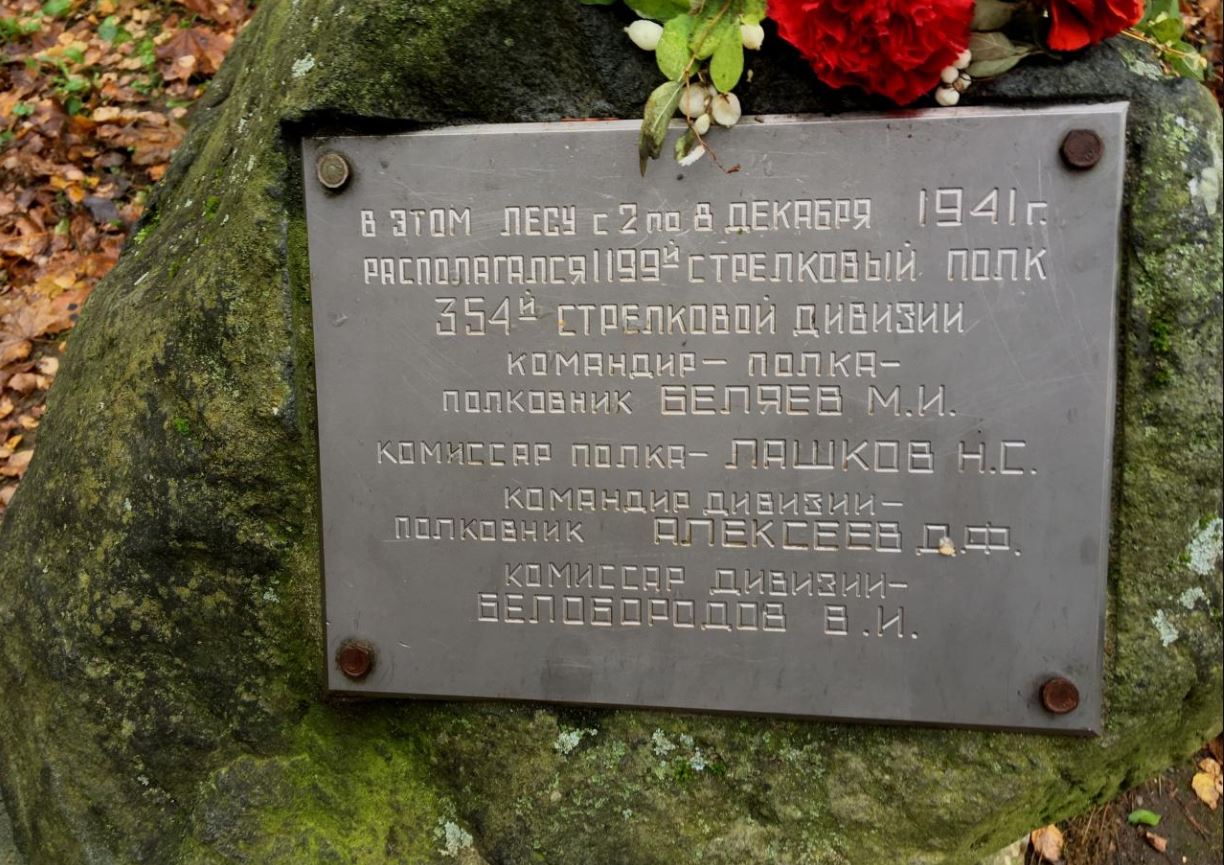 В ЭТОМ ЛЕСУ с 2 по 8 ДЕКАБРЯ 1941 г.
РАСПОЛАГАЛСЯ 1199й СТРЕЛКОВЫЙ ПОЛК
354й СТРЕЛКОВОЙ ДИВИЗИИ
КОМАНДИР – ПОЛКА –
ПОЛКОВНИК БЕЛЯЕВ М.И.
КОМИССАР ПОЛКА – ЛАШКОВ Н.С.
КОМАНДИР ДИВИЗИИ –
ПОЛКОВНИК АЛЕКСЕЕВ Д.Ф.
КОМИССАР ДИВИЗИИ –
БЕЛОБОРОДОВ В.И.